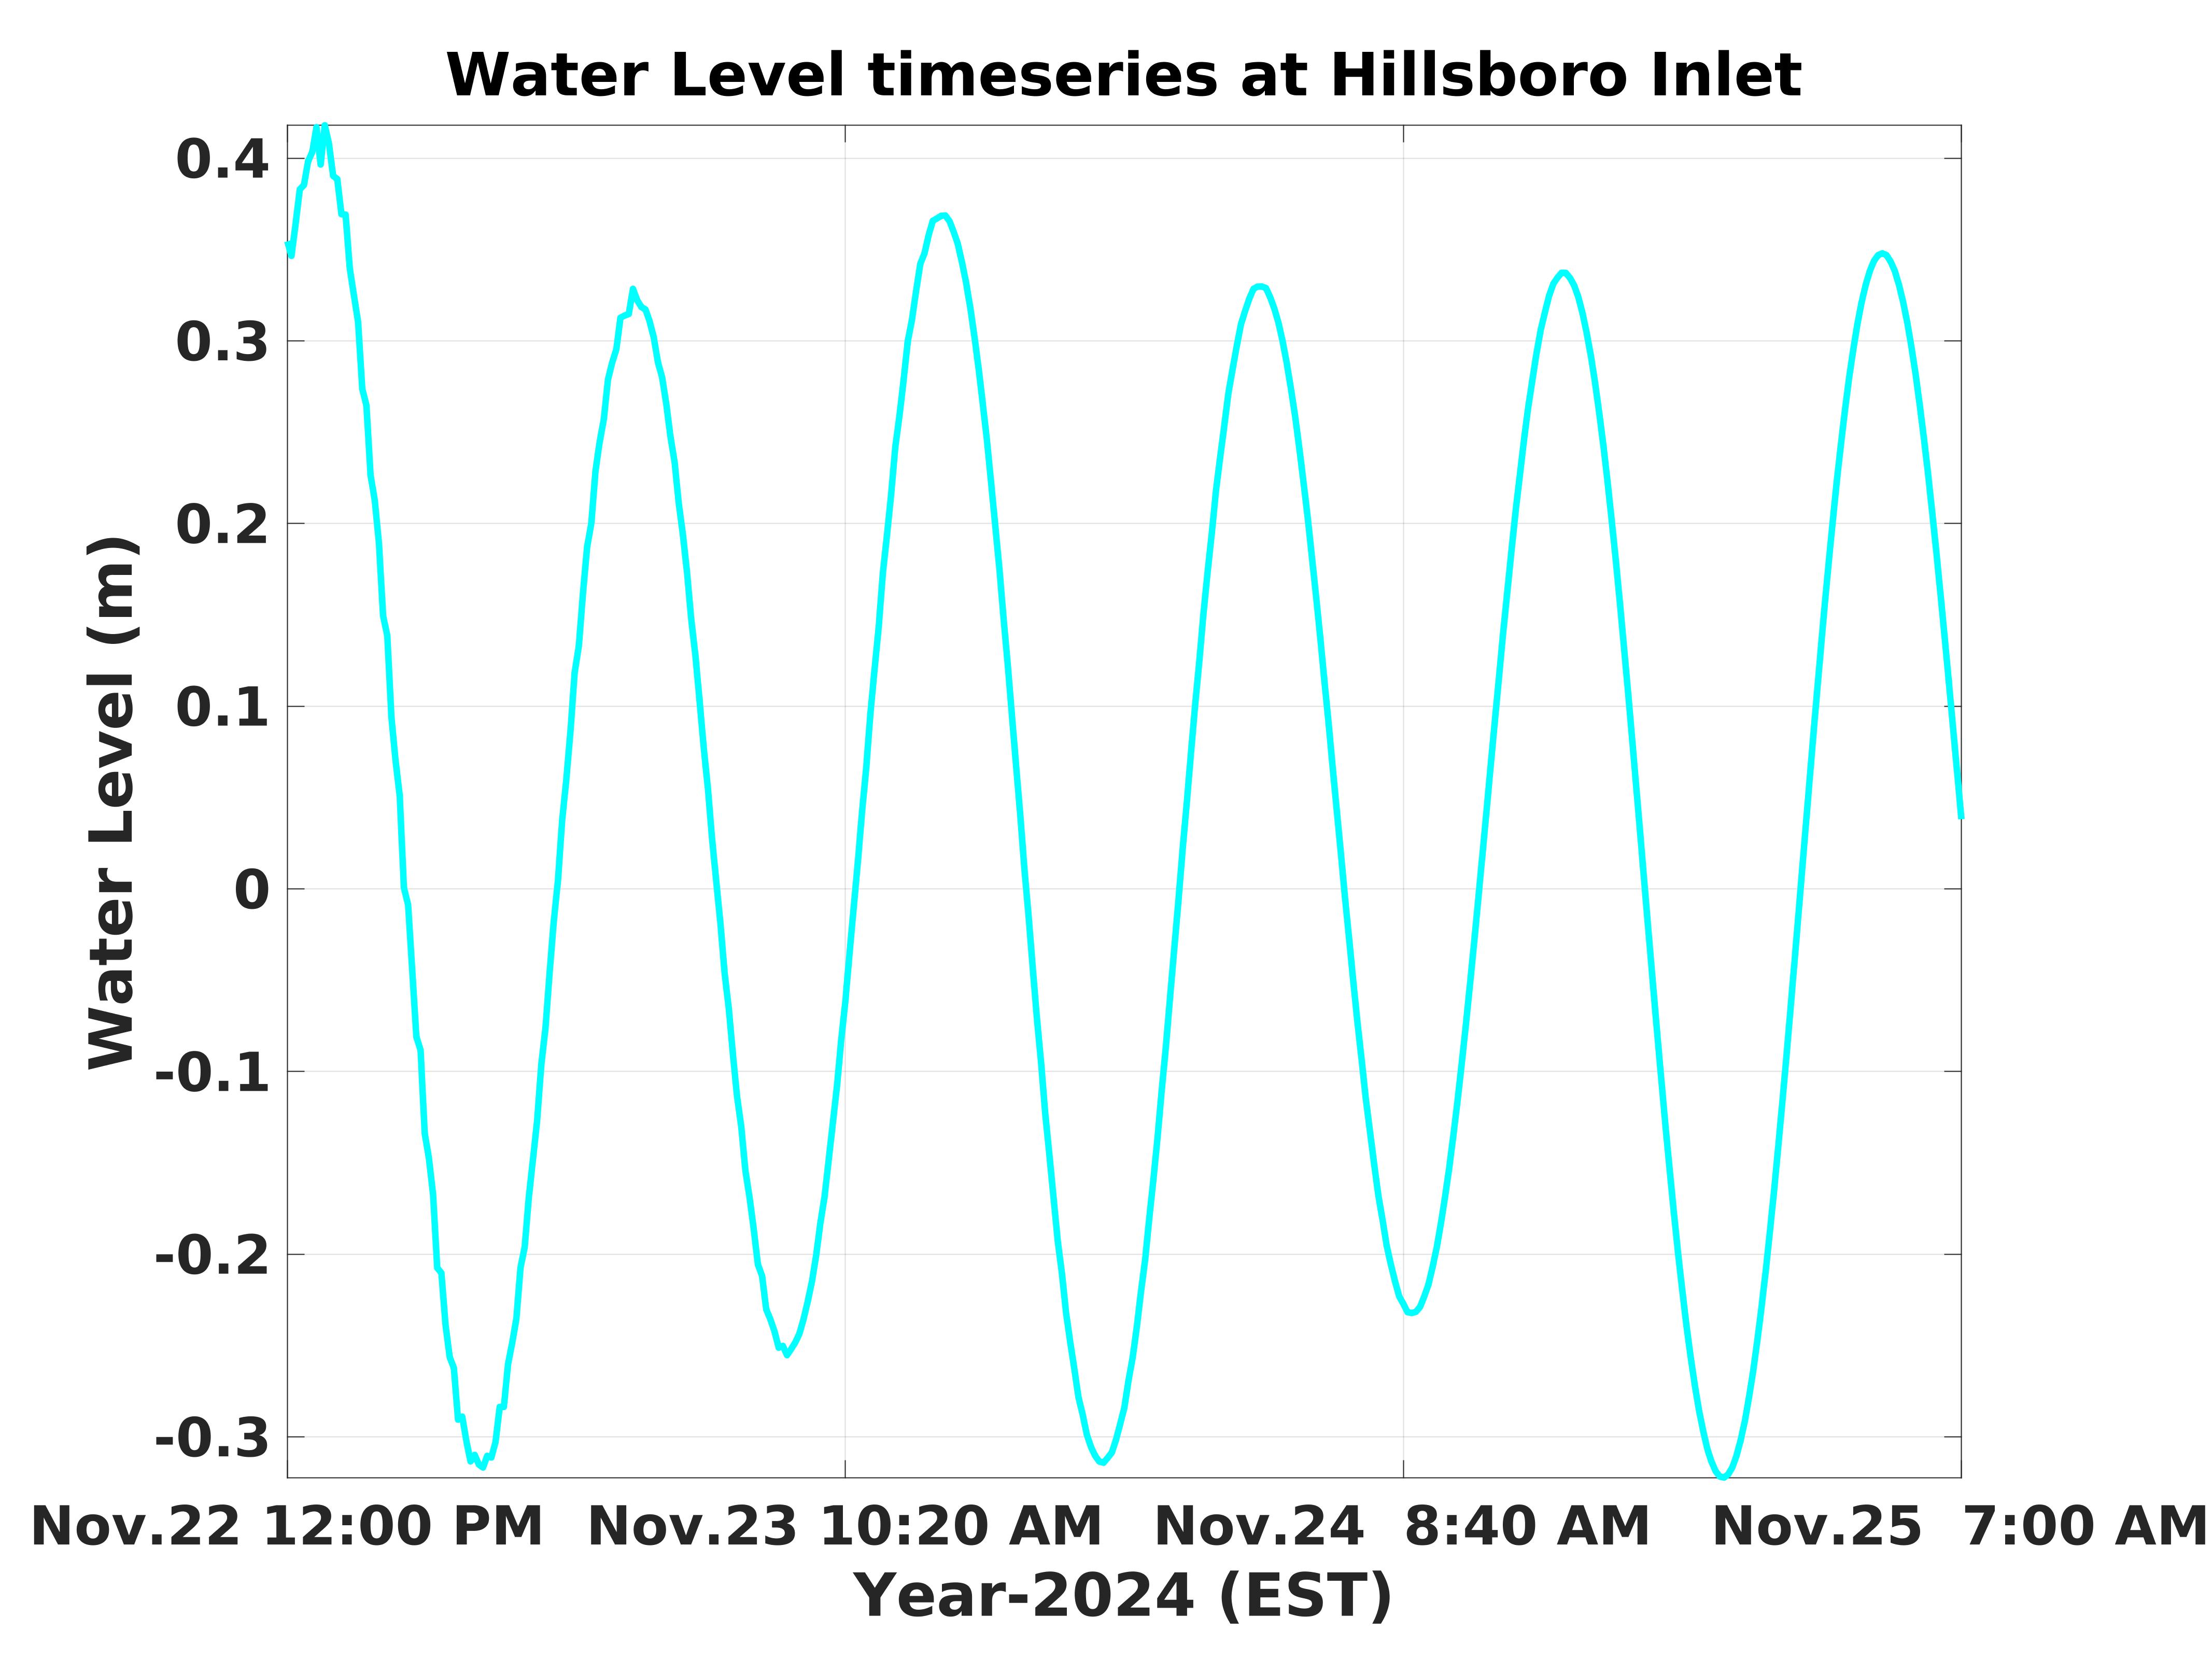 Water Level timeseries at Hillsboro Inlet
0.4
0.3
0.2
0.1
0
-0.1
-0.2
-0.3
Water Level (m)
Nov.22 12:00 PM Nov.23 10:20 AM Nov.24 8:40 AM Nov.25 7:00 AM
Year-2024 (EST)